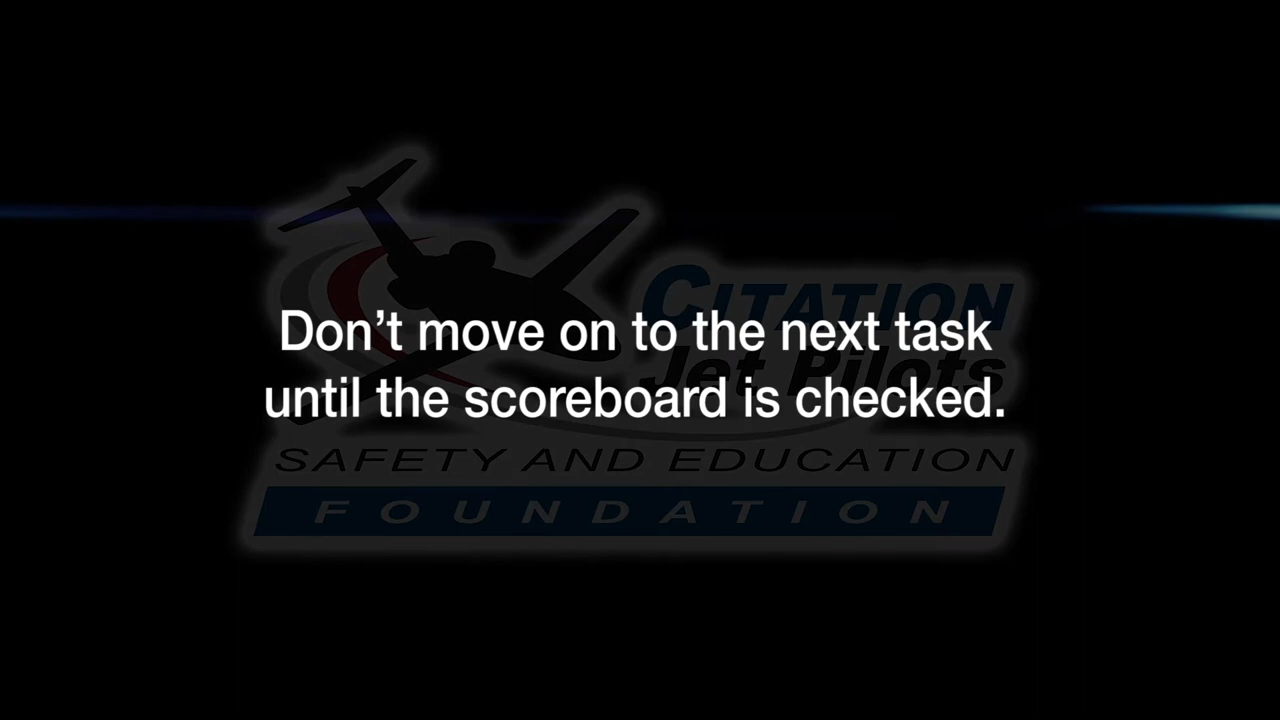 Don’t move on to the next task
until the scoreboard is checked.
CITATION
Jet Pilots
SAFETY AND EDUCATION
FOUNDATION